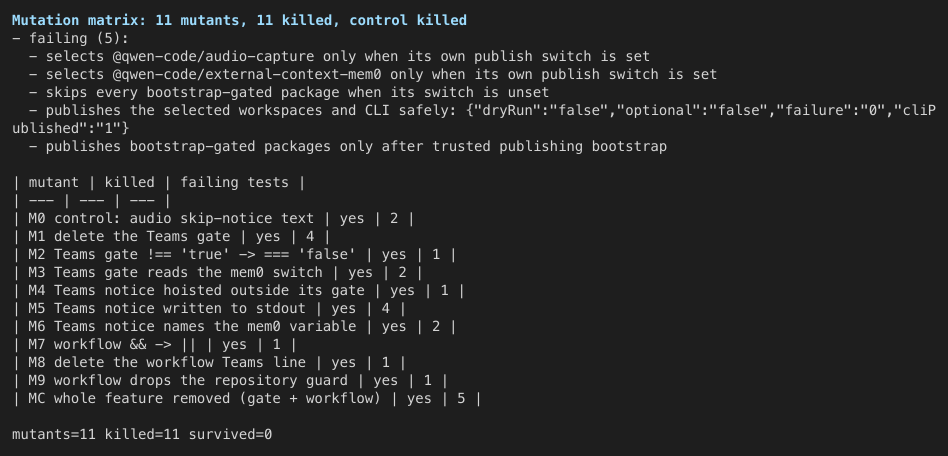 Mutation matrix: 11 mutants, 11 killed, control killed
- failing (5):
  - selects @qwen-code/audio-capture only when its own publish switch is set
  - selects @qwen-code/external-context-mem0 only when its own publish switch is set
  - skips every bootstrap-gated package when its switch is unset
  - publishes the selected workspaces and CLI safely: {"dryRun":"false","optional":"false","failure":"0","cliP
ublished":"1"}
  - publishes bootstrap-gated packages only after trusted publishing bootstrap

| mutant | killed | failing tests |
| --- | --- | --- |
| M0 control: audio skip-notice text | yes | 2 |
| M1 delete the Teams gate | yes | 4 |
| M2 Teams gate !== 'true' -> === 'false' | yes | 1 |
| M3 Teams gate reads the mem0 switch | yes | 2 |
| M4 Teams notice hoisted outside its gate | yes | 1 |
| M5 Teams notice written to stdout | yes | 4 |
| M6 Teams notice names the mem0 variable | yes | 2 |
| M7 workflow && -> || | yes | 1 |
| M8 delete the workflow Teams line | yes | 1 |
| M9 workflow drops the repository guard | yes | 1 |
| MC whole feature removed (gate + workflow) | yes | 5 |

mutants=11 killed=11 survived=0